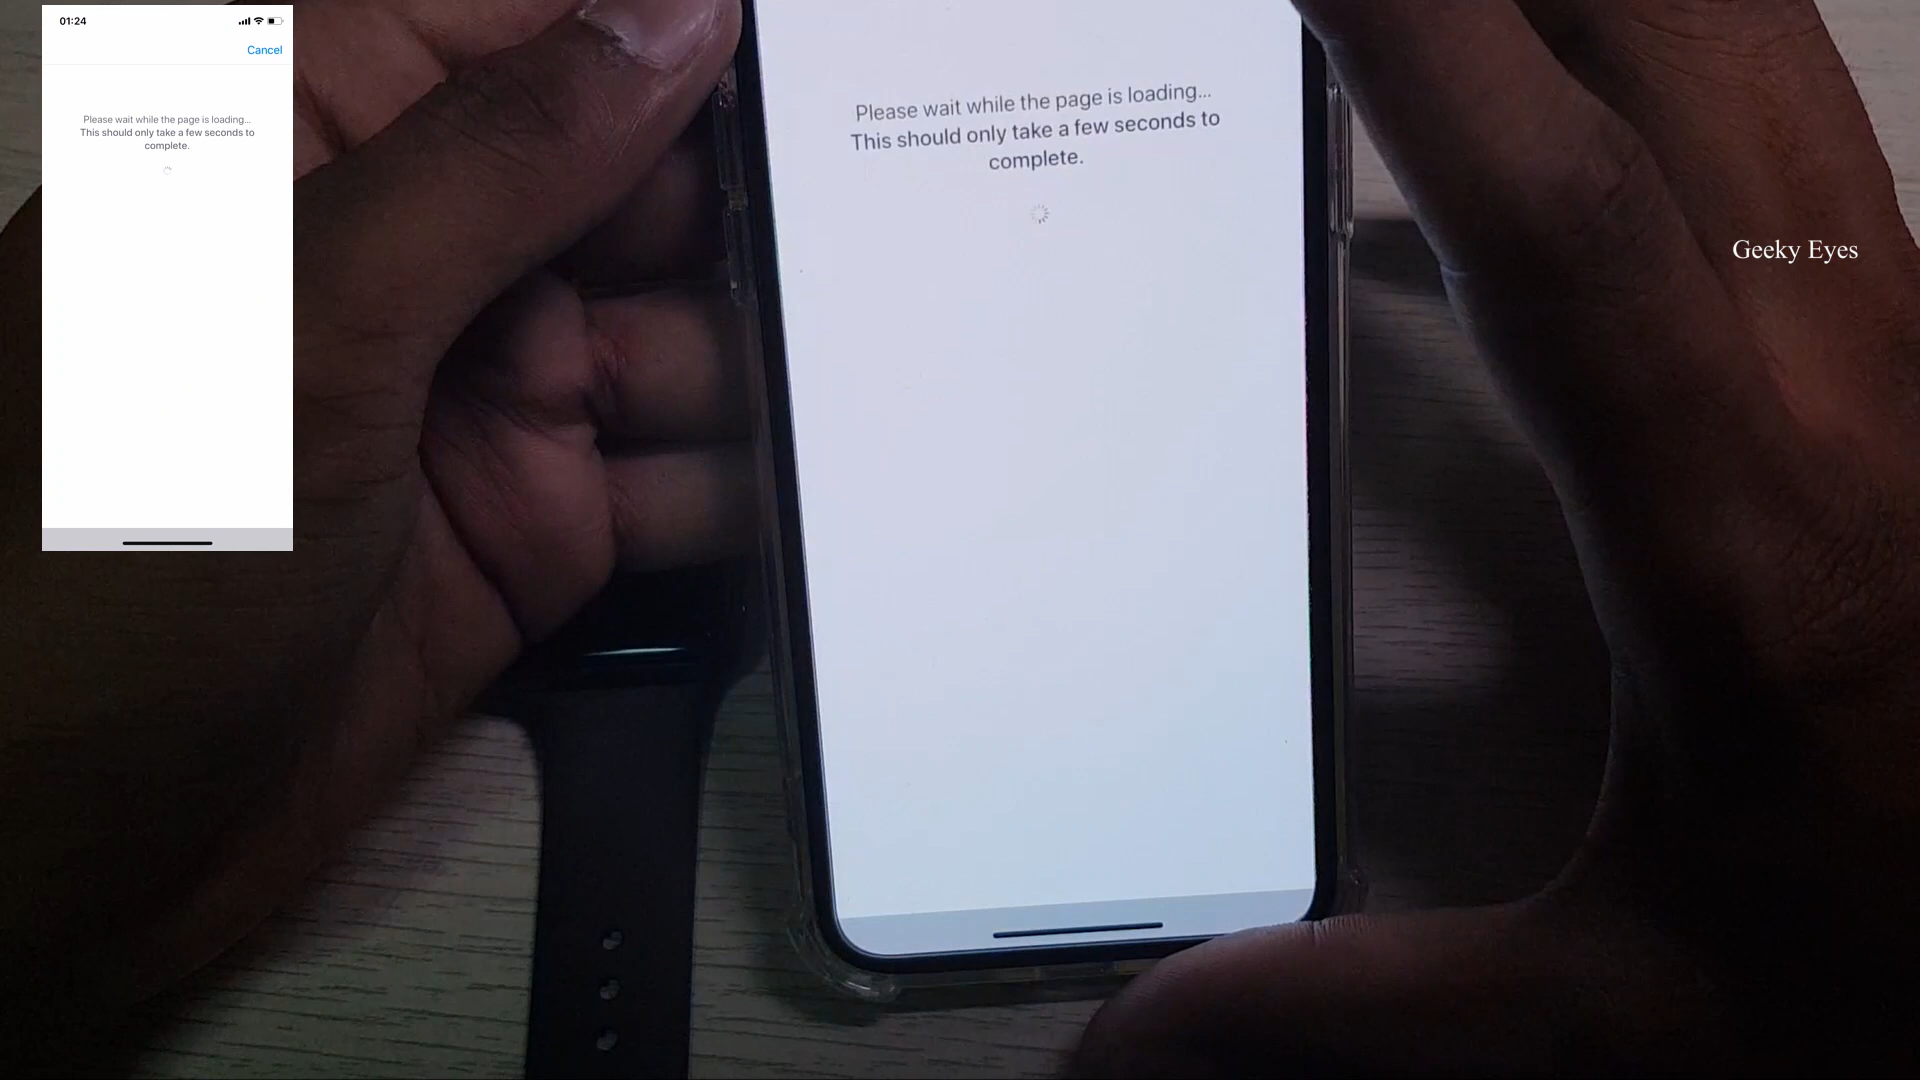 01:24
Cancel
Please wait while the page is loading...
This should only take a few seconds to
complete.
Please wait while the page is loading...
This should only take a few seconds to
complete.
Geeky Eyes